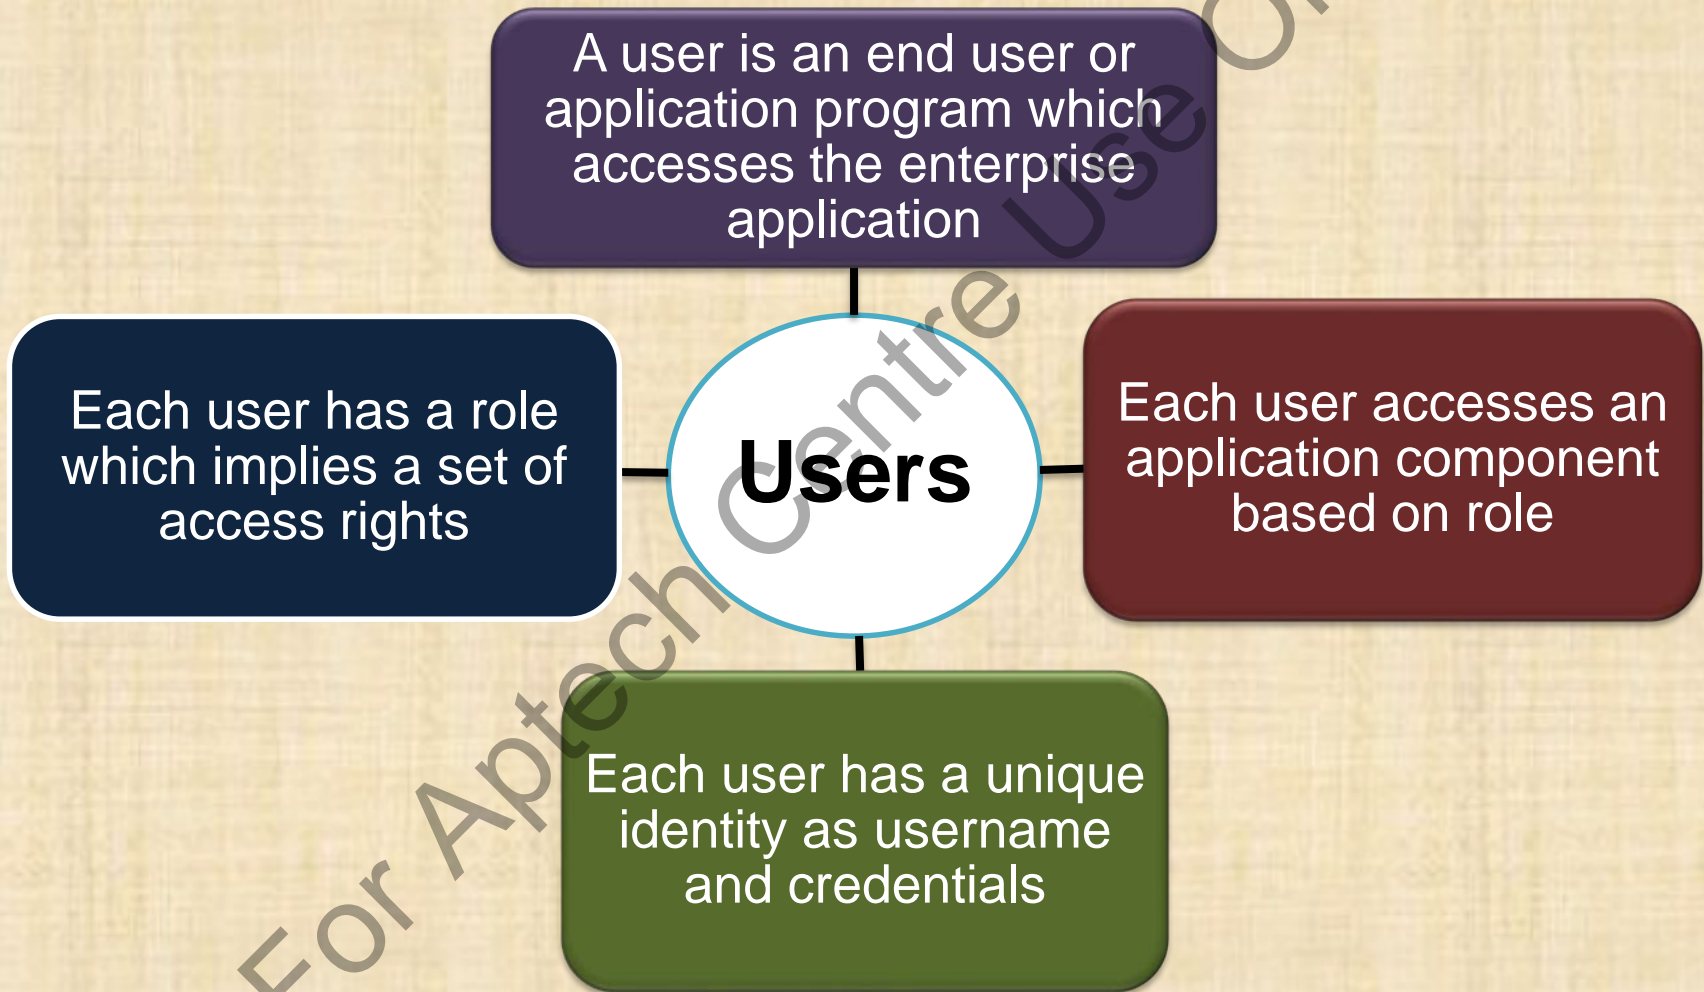 A user is an end user or
application program which
accesses the enterprise
application
Each user has a role
which implies a set of
access rights
Users
Each user accesses an
application component
based on role
Each user has a unique
identity as username
and credentials
For Aptech Centre Use